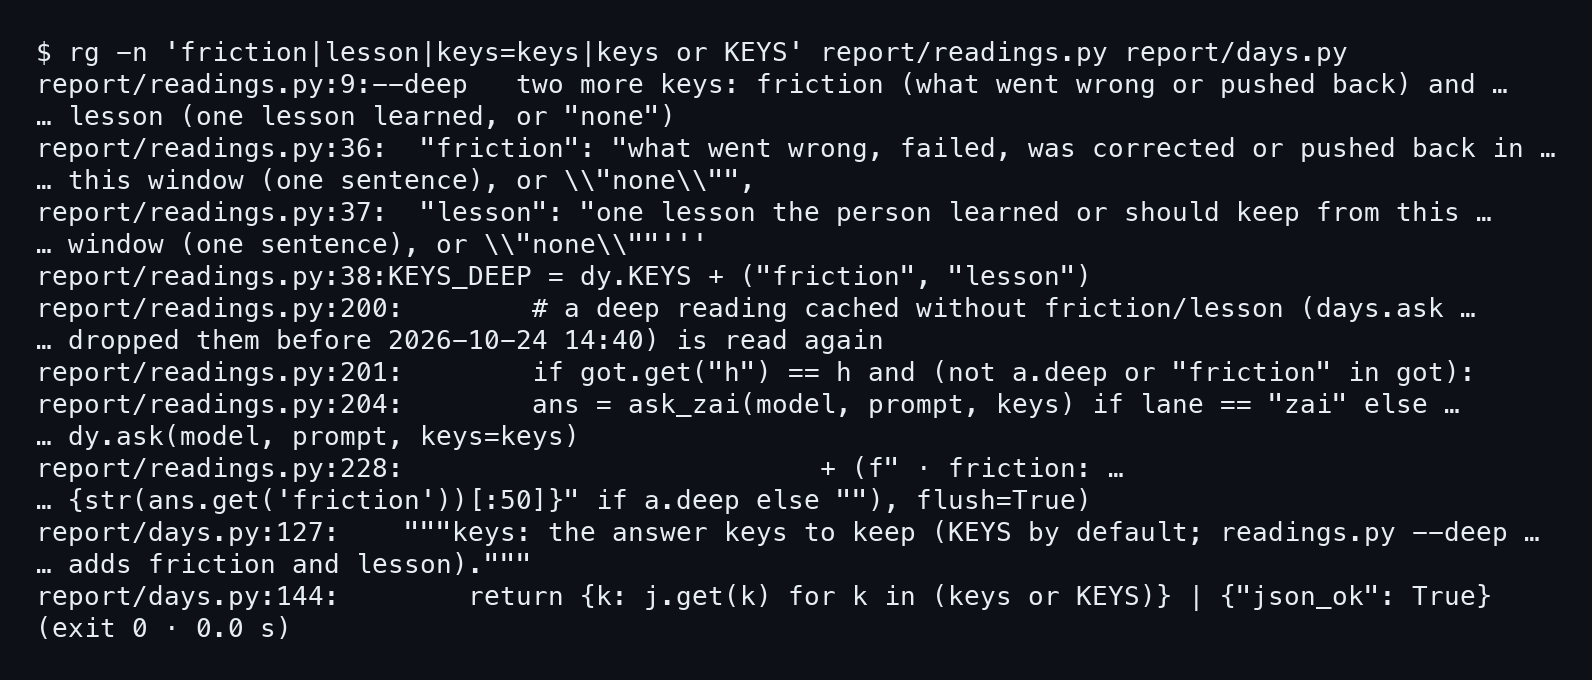 $ rg -n 'friction|lesson|keys=keys|keys or KEYS' report/readings.py report/days.py
report/readings.py:9:--deep   two more keys: friction (what went wrong or pushed back) and …
… lesson (one lesson learned, or "none")
report/readings.py:36:  "friction": "what went wrong, failed, was corrected or pushed back in …
… this window (one sentence), or \\"none\\"",
report/readings.py:37:  "lesson": "one lesson the person learned or should keep from this …
… window (one sentence), or \\"none\\""'''
report/readings.py:38:KEYS_DEEP = dy.KEYS + ("friction", "lesson")
report/readings.py:200:        # a deep reading cached without friction/lesson (days.ask …
… dropped them before 2026-10-24 14:40) is read again
report/readings.py:201:        if got.get("h") == h and (not a.deep or "friction" in got):
report/readings.py:204:        ans = ask_zai(model, prompt, keys) if lane == "zai" else …
… dy.ask(model, prompt, keys=keys)
report/readings.py:228:                          + (f" · friction: …
… {str(ans.get('friction'))[:50]}" if a.deep else ""), flush=True)
report/days.py:127:    """keys: the answer keys to keep (KEYS by default; readings.py --deep …
… adds friction and lesson)."""
report/days.py:144:        return {k: j.get(k) for k in (keys or KEYS)} | {"json_ok": True}
(exit 0 · 0.0 s)